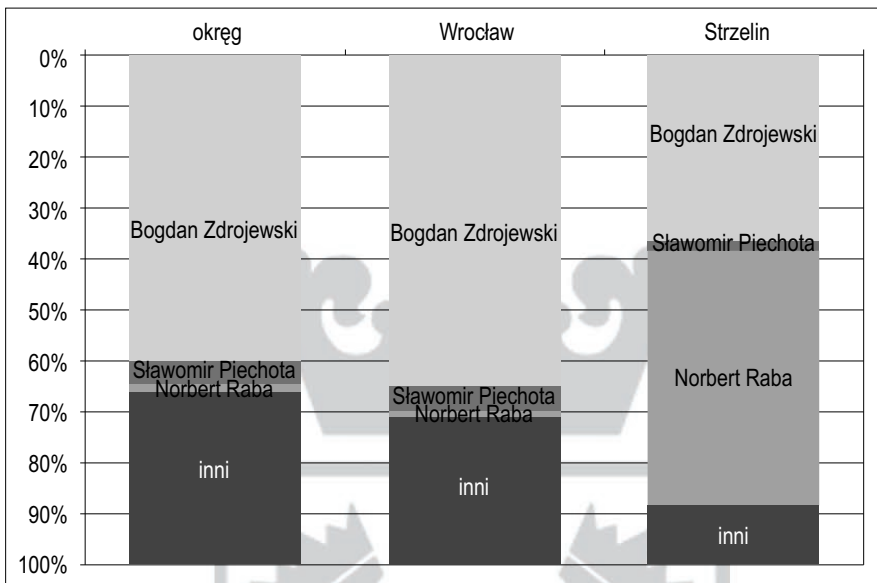 okręg Wrocław Strzelin
0%
10%
Bogdan Zdrojewski
20%
30%
Bogdan Zdrojewski Bogdan Zdrojewski Sławomir Piechota
40%
50%
60%
Sławomir Piechota Norbert Raba
Norbert Raba Sławomir Piechota
70% Norbert Raba
80%
inni inni
90%
inni
100%